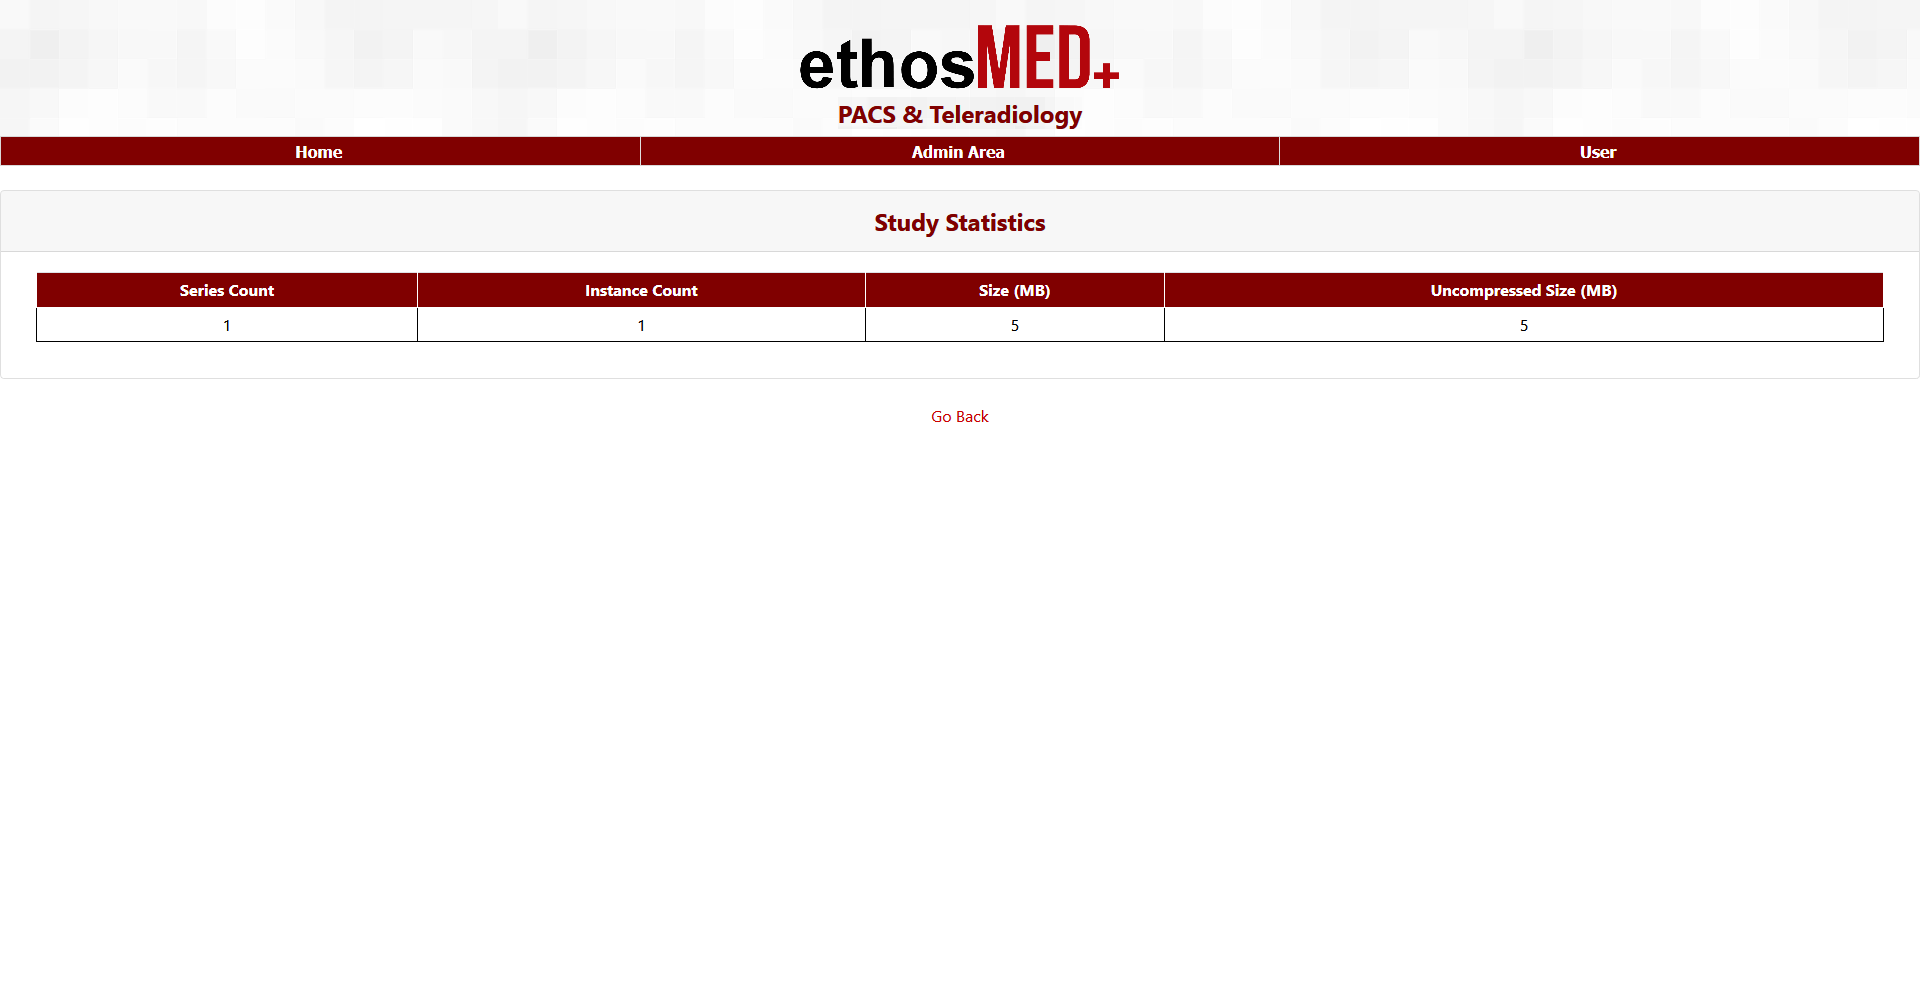 ethosMED+
PACS & Teleradiology
Home Admin Area User
Study Statistics
Series Count Instance Count Size (MB) Uncompressed Size (MB)
1 1 5 5
Go Back